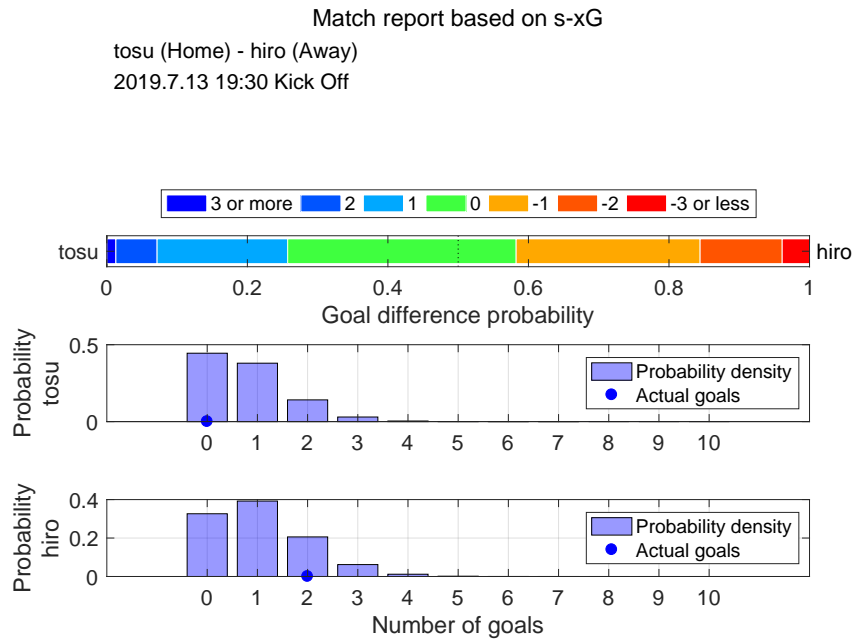 Match report based on s-xG
tosu (Home) - hiro (Away)
2019.7.13 19:30 Kick Off
3 or more 2 1 0 -1 -2 -3 or less
tosu hiro
0 0.2 0.4 0.6 0.8 1
Goal difference probability
Probability
tosu
0.5
0
Probability density
Actual goals
0 1 2 3 4 5 6 7 8 9 10
Probability
hiro
0.4
0.2
0
Probability density
Actual goals
0 1 2 3 4 5 6 7 8 9 10
Number of goals